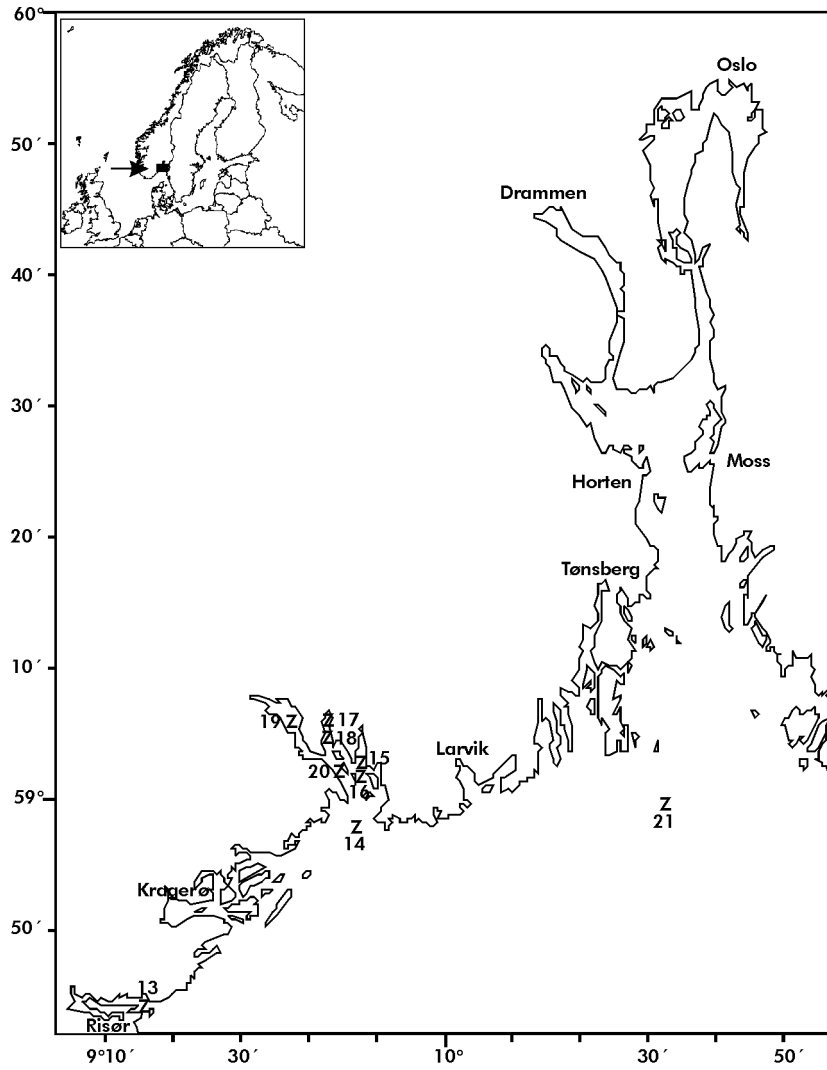 60°
Oslo
50´
Drammen
40´
30´
Moss
Horten
20´
Tønsberg
10´
19 Z
Z 17
Z 18
Larvik
15
Z
20 Z
Z
16
59°
Z
21
Z
14
Kragerø
50´
13
Z
Risør
9°10´
30´
10°
30´
50´